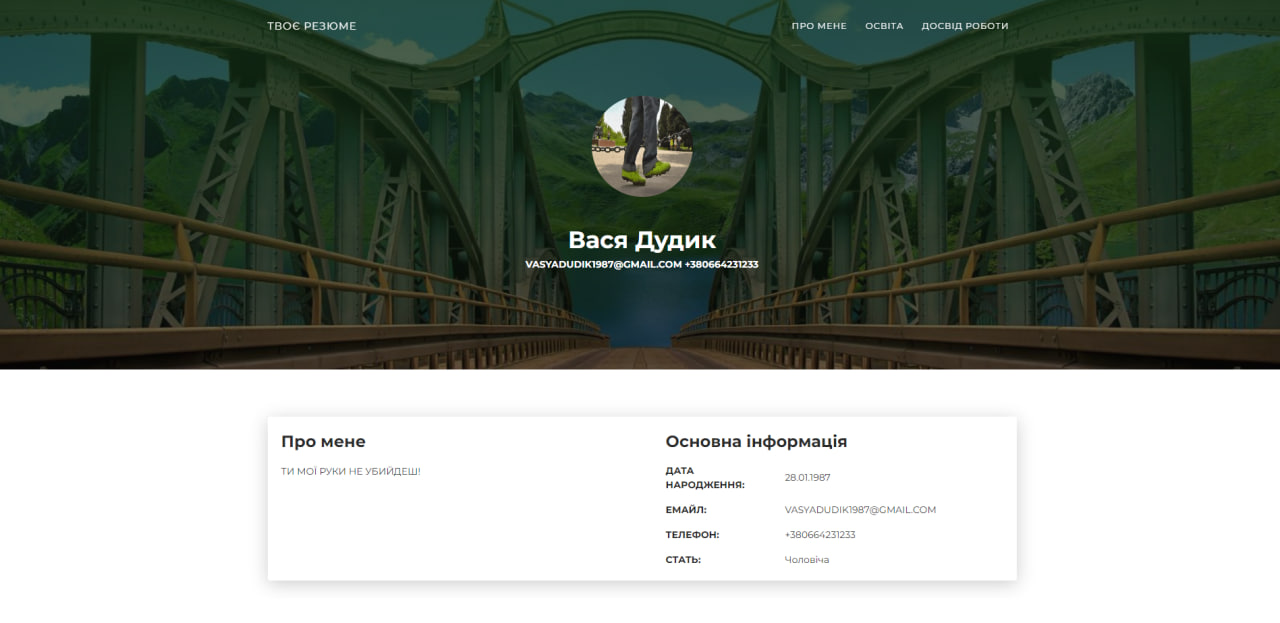 ТВОЄ РЕЗЮМЕ ПРО МЕНЕ ОСВІТА ДОСВІД РОБОТИ
Вася Дудик
VASYADUDIK1987@GMAIL.COM +380664231233
Про мене
ТИ МОЇ РУКИ НЕ УБИЙДЕШ!
Основна інформація
ДАТА НАРОДЖЕННЯ: 28.01.1987
ЕМАЙЛ: VASYADUDIK1987@GMAIL.COM
ТЕЛЕФОН: +380664231233
СТАТЬ: Чоловіча